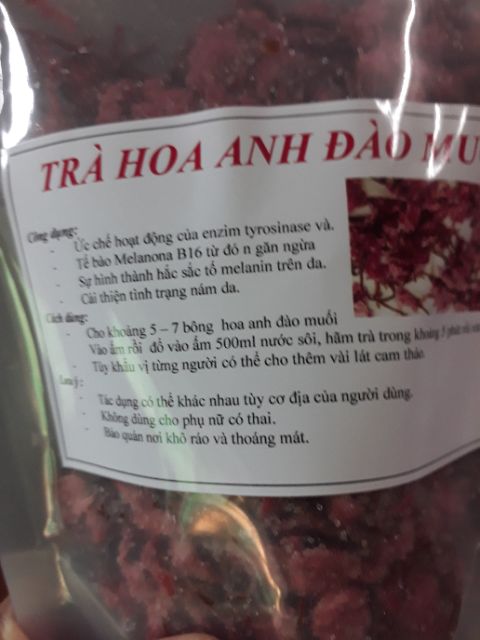 TRÀ HOA ANH ĐÀO
Công dụng:
- Ức chế hoạt động của enzim tyrosinase và.
- Tế bào Melanona B16 từ đó n găn ngừa
- Sự hình thành hắc sắc tố melanin trên da.
- Cải thiện tình trạng nám da.
Cách dùng:
- Cho khoảng 5 – 7 bông hoa anh đào muối
Vào ấm rồi đổ vào ấm 500ml nước sôi, hãm trà trong khoảng 3 phút
- Tùy khẩu vị từng người có thể cho thêm vài lát cam thảo
Lưu ý:
- Tác dụng có thể khác nhau tùy cơ địa của người dùng.
- Không dùng cho phụ nữ có thai.
- Bảo quản nơi khô ráo và thoáng mát.